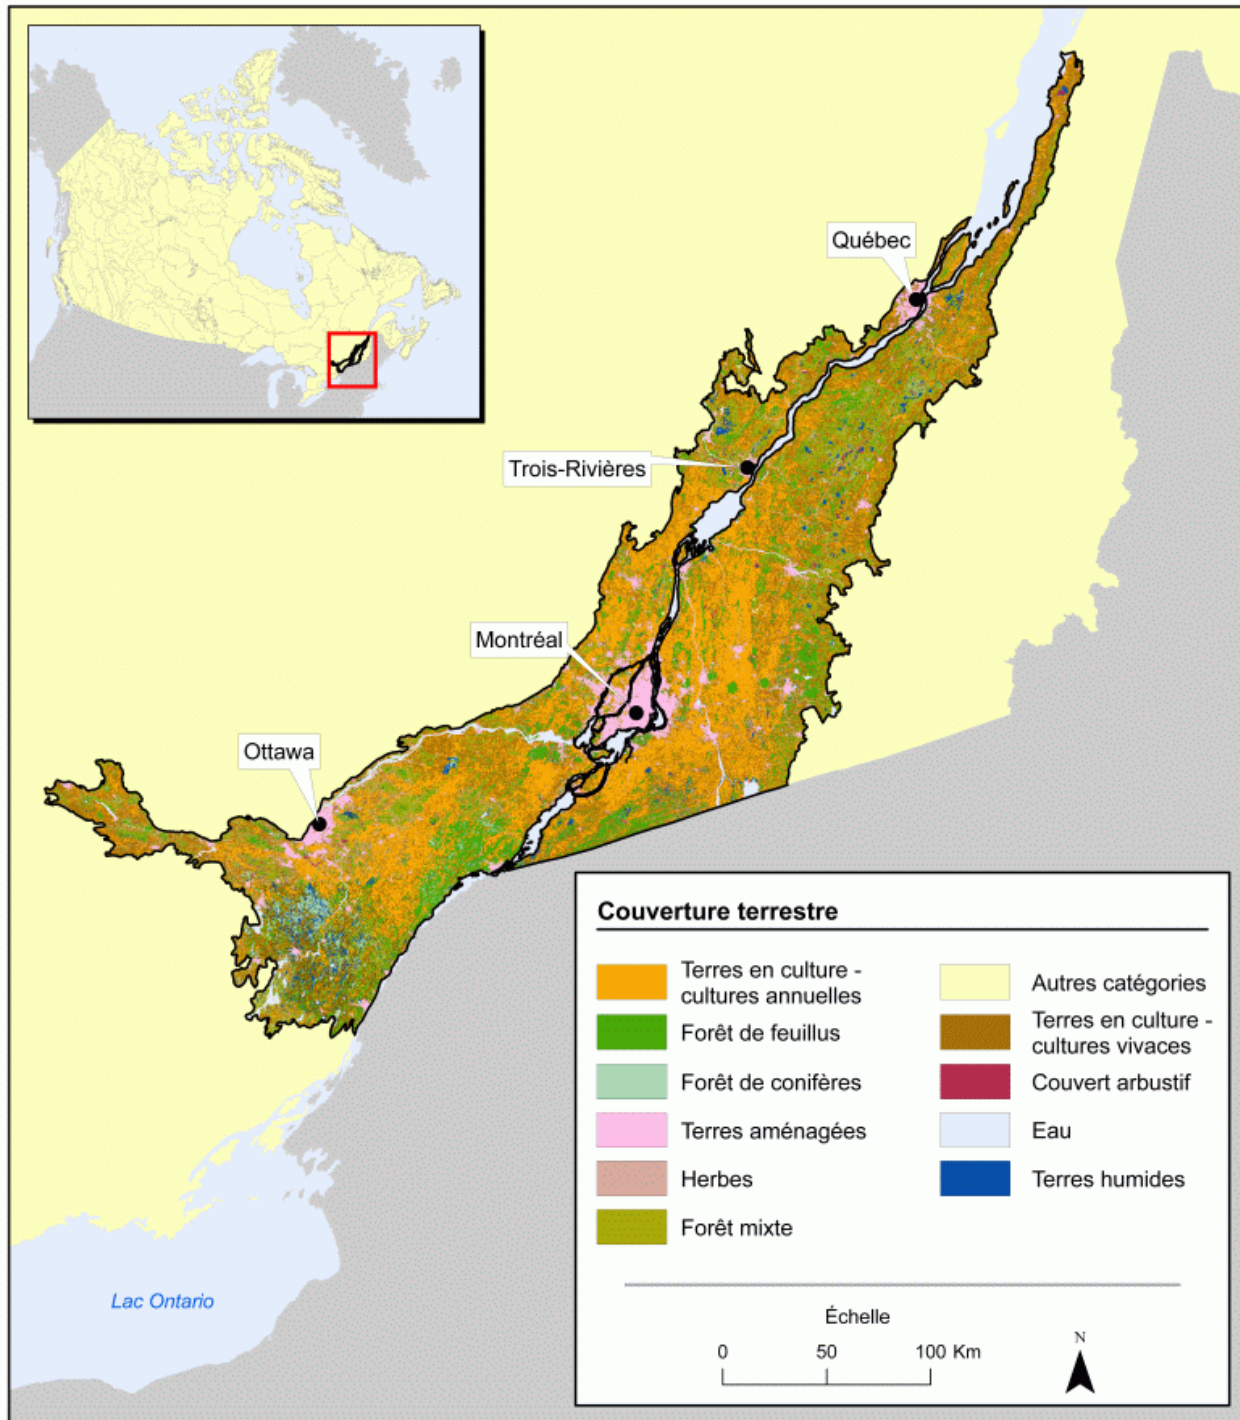 Québec
Trois-Rivières
Montréal
Ottawa
Lac Ontario
Couverture terrestre
Terres en culture -
cultures annuelles
Forêt de feuillus
Forêt de conifères
Terres aménagées
Herbes
Forêt mixte
Autres catégories
Terres en culture -
cultures vivaces
Couvert arbustif
Eau
Terres humides
Échelle
0 50 100 Km
N